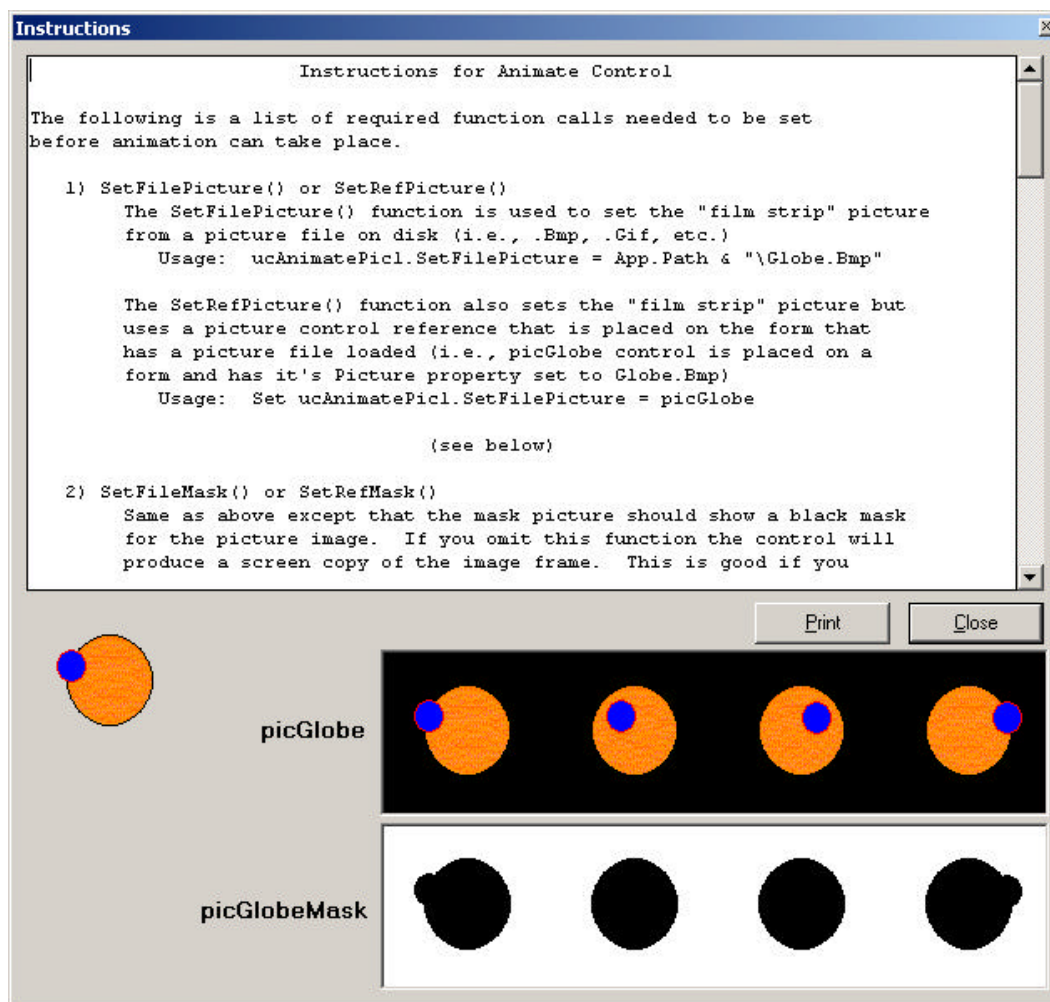 Instructions
Instructions for Animate Control
The following is a list of required function calls needed to be set
before animation can take place.
1) SetFilePicture() or SetRefPicture()
The SetFilePicture() function is used to set the "film strip" picture
from a picture file on disk (i.e., .Bmp, .Gif, etc.)
Usage:  ucAnimatePic1.SetFilePicture = App.Path & "\Globe.Bmp"
The SetRefPicture() function also sets the "film strip" picture but
uses a picture control reference that is placed on the form that
has a picture file loaded (i.e., picGlobe control is placed on a
form and has it's Picture property set to Globe.Bmp)
Usage:  Set ucAnimatePic1.SetFilePicture = picGlobe
(see below)
2) SetFileMask() or SetRefMask()
Same as above except that the mask picture should show a black mask
for the picture image.  If you omit this function the control will
produce a screen copy of the image frame.  This is good if you
Print
Close
picGlobe
picGlobeMask